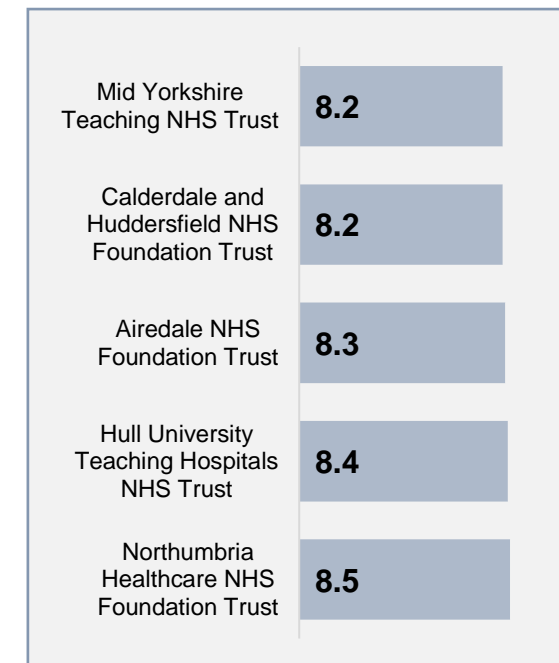 Mid Yorkshire
Teaching NHS Trust
8.2
Calderdale and
Huddersfield NHS
Foundation Trust
8.2
Airedale NHS
Foundation Trust
8.3
Hull University
Teaching Hospitals
NHS Trust
8.4
Northumbria
Healthcare NHS
Foundation Trust
8.5